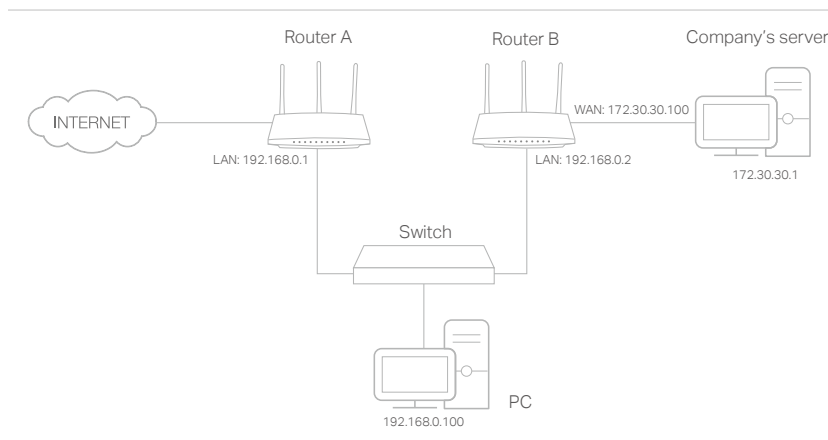 Router A
Router B
Company's server
INTERNET
WAN: 172.30.30.100
LAN: 192.168.0.1
LAN: 192.168.0.2
172.30.30.1
Switch
PC
192.168.0.100